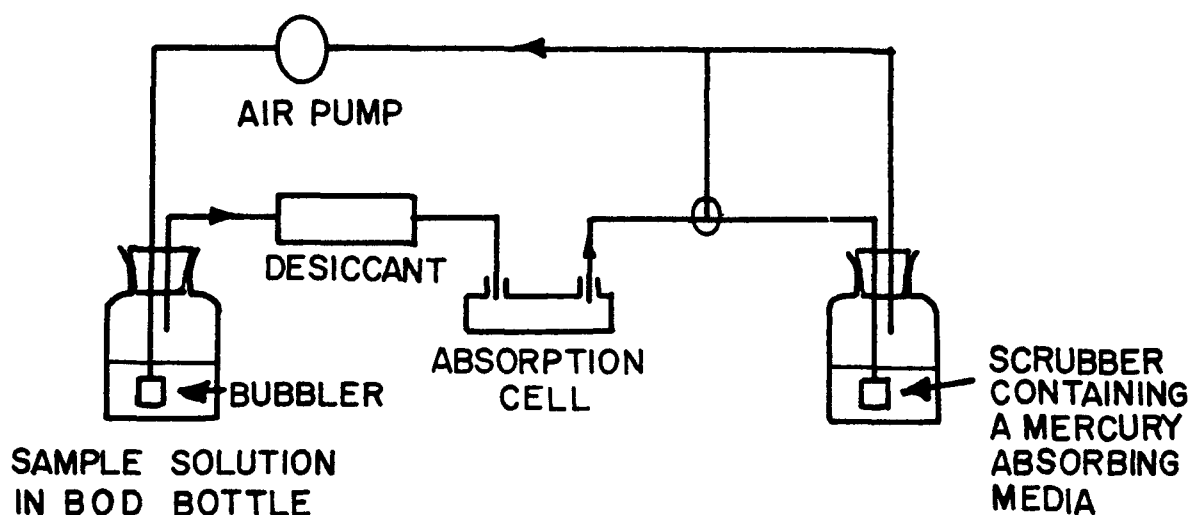 AIR PUMP
DESICCANT
ABSORPTION
CELL
BUBBLER
SCRUBBER
CONTAINING
A MERCURY
ABSORBING
MEDIA
SAMPLE SOLUTION
IN BOD BOTTLE